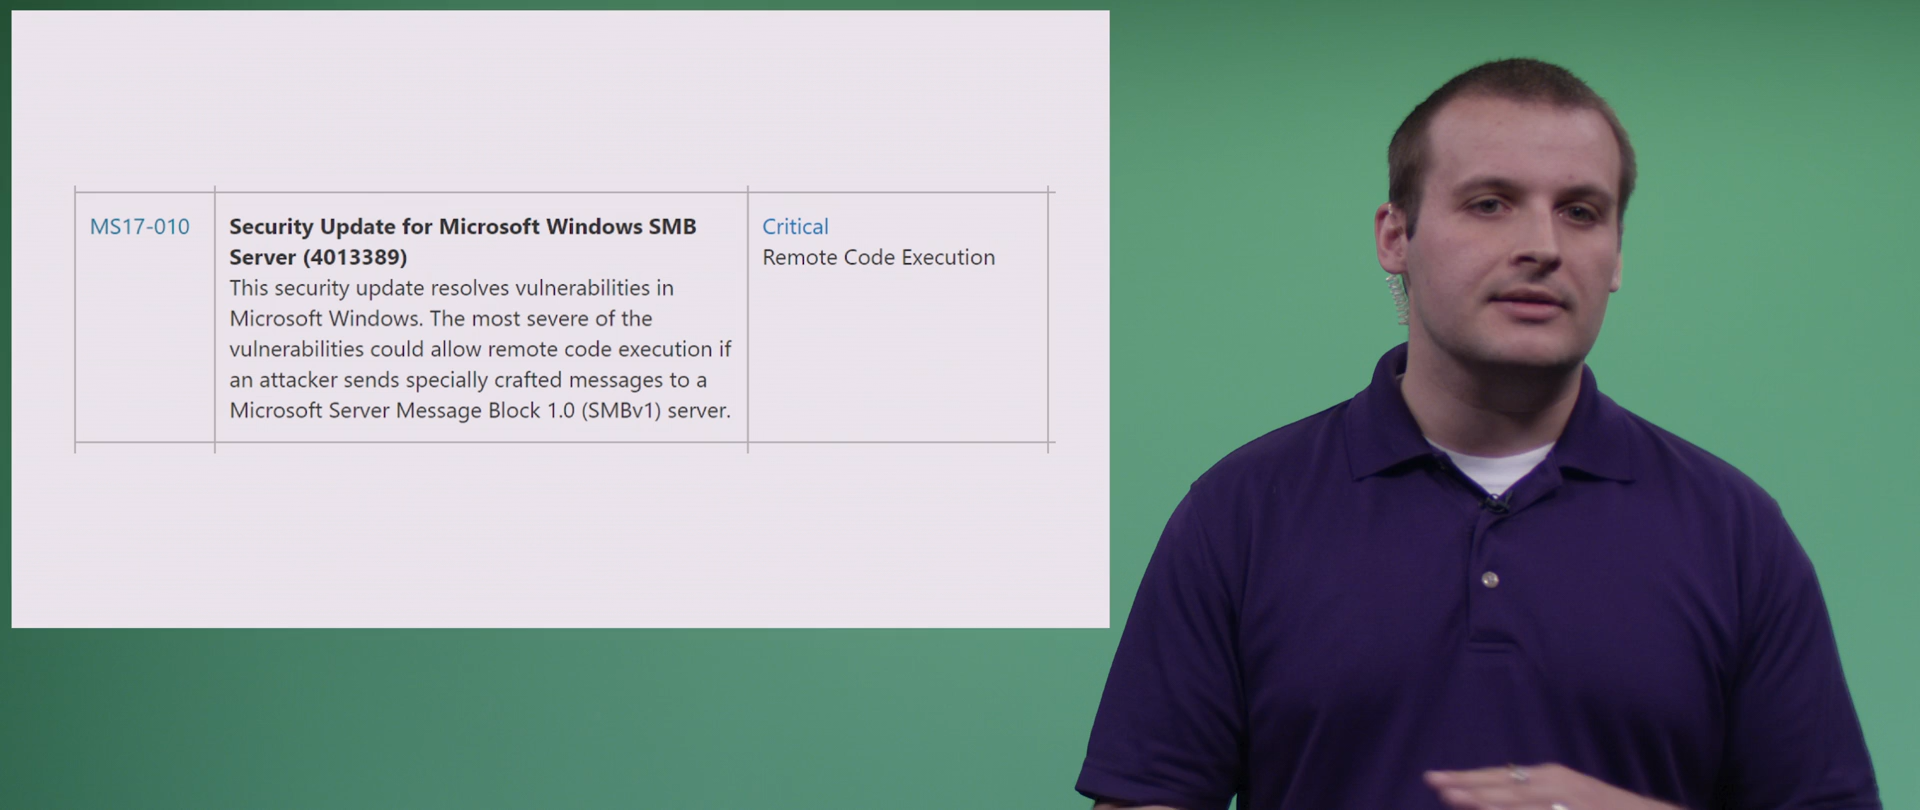 MS17-010
Security Update for Microsoft Windows SMB
Server (4013389)
This security update resolves vulnerabilities in
Microsoft Windows. The most severe of the
vulnerabilities could allow remote code execution if
an attacker sends specially crafted messages to a
Microsoft Server Message Block 1.0 (SMBv1) server.
Critical
Remote Code Execution